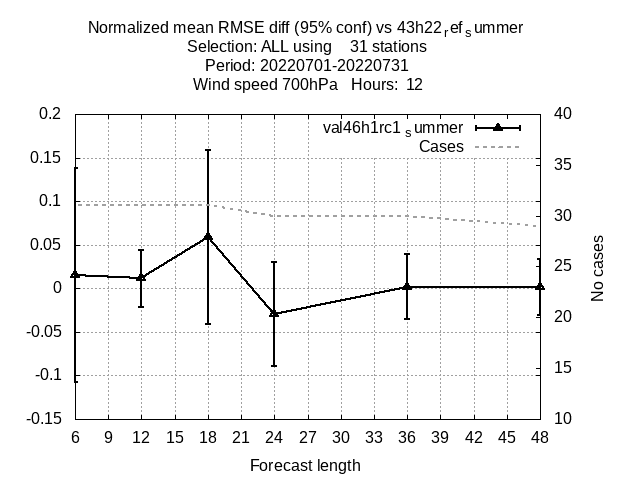 Normalized mean RMSE diff (95% conf) vs 43h22ref summer
Selection: ALL using 31 stations
Period: 20220701-20220731
Wind speed 700hPa Hours: 12
val46h1rc1summer
Cases
0.2
0.15
0.1
0.05
0
-0.05
-0.1
-0.15
40
35
30
25
20
15
10
No cases
6 9 12 15 18 21 24 27 30 33 36 39 42 45 48
Forecast length